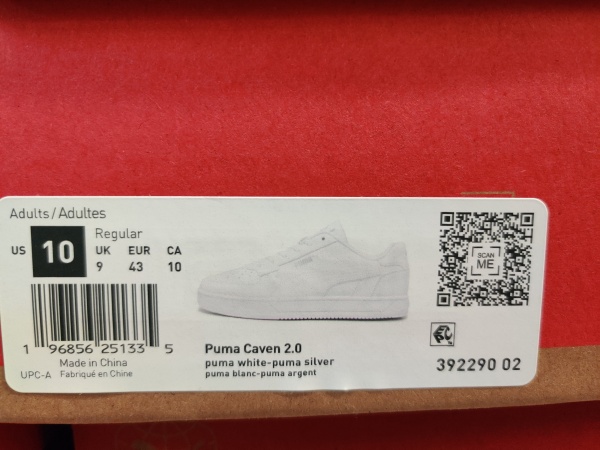 Adults/Adultes
Regular
US 10 UK EUR CA
9 43 10
SCAN
ME
1 96856 25133 5
Made in China
UPC-A Fabriqué en Chine
Puma Caven 2.0
puma white-puma silver
puma blanc-puma argent
392290 02